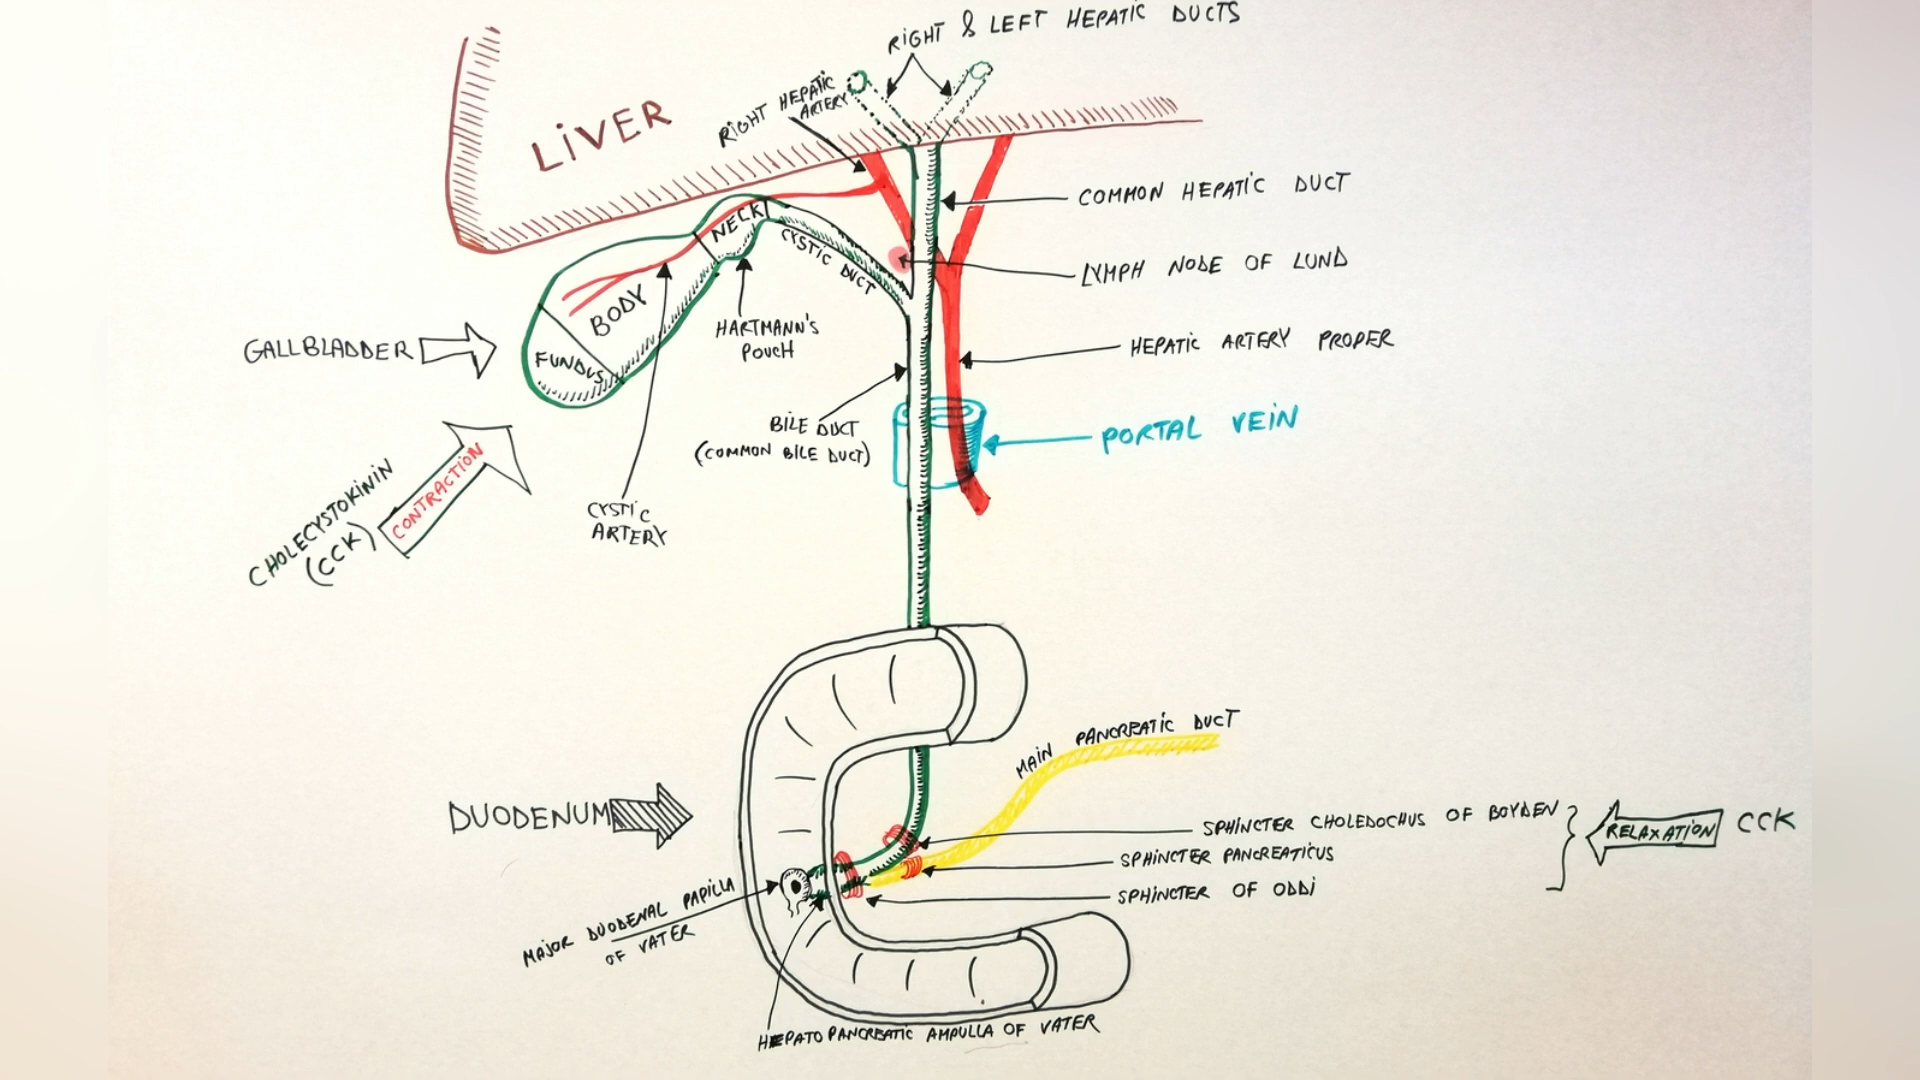 RIGHT & LEFT HEPATIC DUCTS
RIGHT HEPATIC
ARTERY
LIVER
COMMON HEPATIC DUCT
NECK
CYSTIC DUCT
LYMPH NODE OF LUND
BODY
HARTMANN'S
POUCH
HEPATIC ARTERY PROPER
GALLBLADDER
FUNDUS
BILE DUCT
(COMMON BILE DUCT)
PORTAL VEIN
CHOLECYSTOKININ
(CCK)
CONTRACTION
CYSTIC
ARTERY
MAIN PANCREATIC DUCT
DUODENUM
SPHINCTER CHOLEDOCHUS OF BOYDEN
RELAXATION
CCK
SPHINCTER PANCREATICUS
SPHINCTER OF ODDI
MAJOR DUODENAL PAPILLA
OF VATER
HEPATOPANCREATIC AMPULLA OF VATER